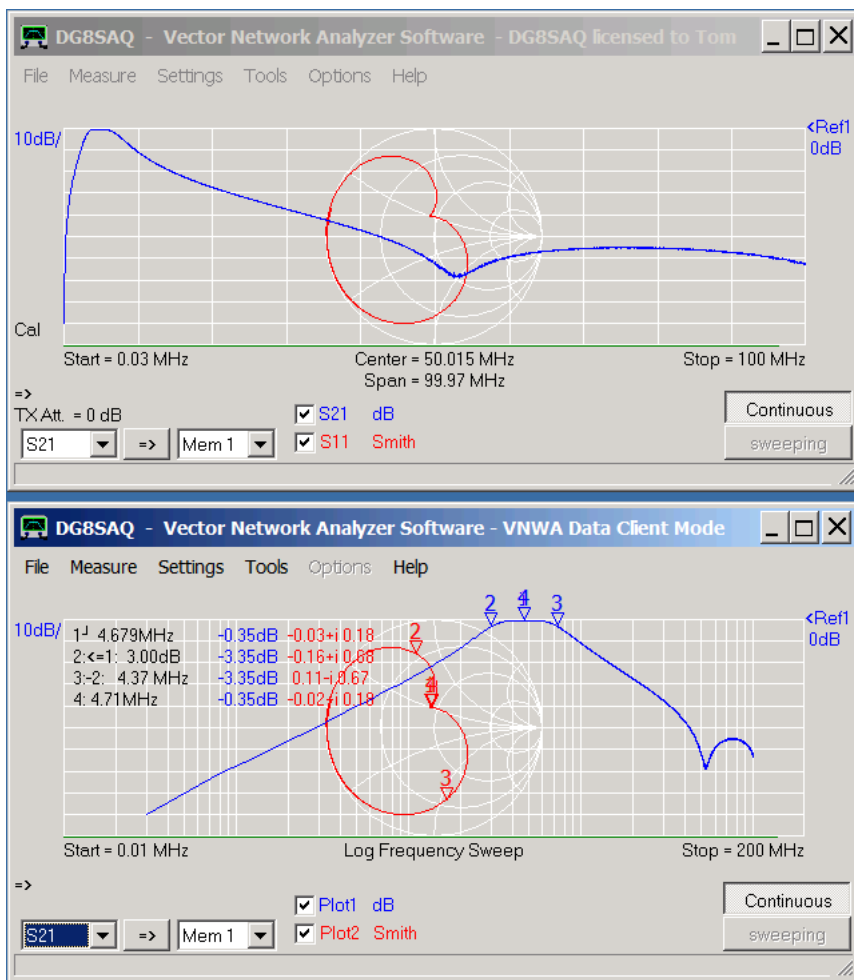 DG8SAQ - Vector Network Analyzer Software - DG8SAQ licensed to Tom
File Measure Settings Tools Options Help
10dB/
<Ref1
0dB
Cal
Start = 0.03 MHz Center = 50.015 MHz Stop = 100 MHz
Span = 99.97 MHz
=>
TX Att. = 0 dB
S21 dB
Continuous
S21 => Mem 1
S11 Smith
sweeping
DG8SAQ - Vector Network Analyzer Software - VNWA Data Client Mode
File Measure Settings Tools Options Help
2 4 3
10dB/
<Ref1
0dB
1┘ 4.679MHz -0.35dB -0.03+i 0.18
2:<=1: 3.00dB -3.35dB -0.16+i 0.68
3:-2: 4.37 MHz -3.35dB 0.11-i 0.67
4: 4.71MHz -0.35dB -0.02+i 0.18
2
4
3
Start = 0.01 MHz Log Frequency Sweep Stop = 200 MHz
=>
Plot1 dB
Continuous
S21 => Mem 1
Plot2 Smith
sweeping